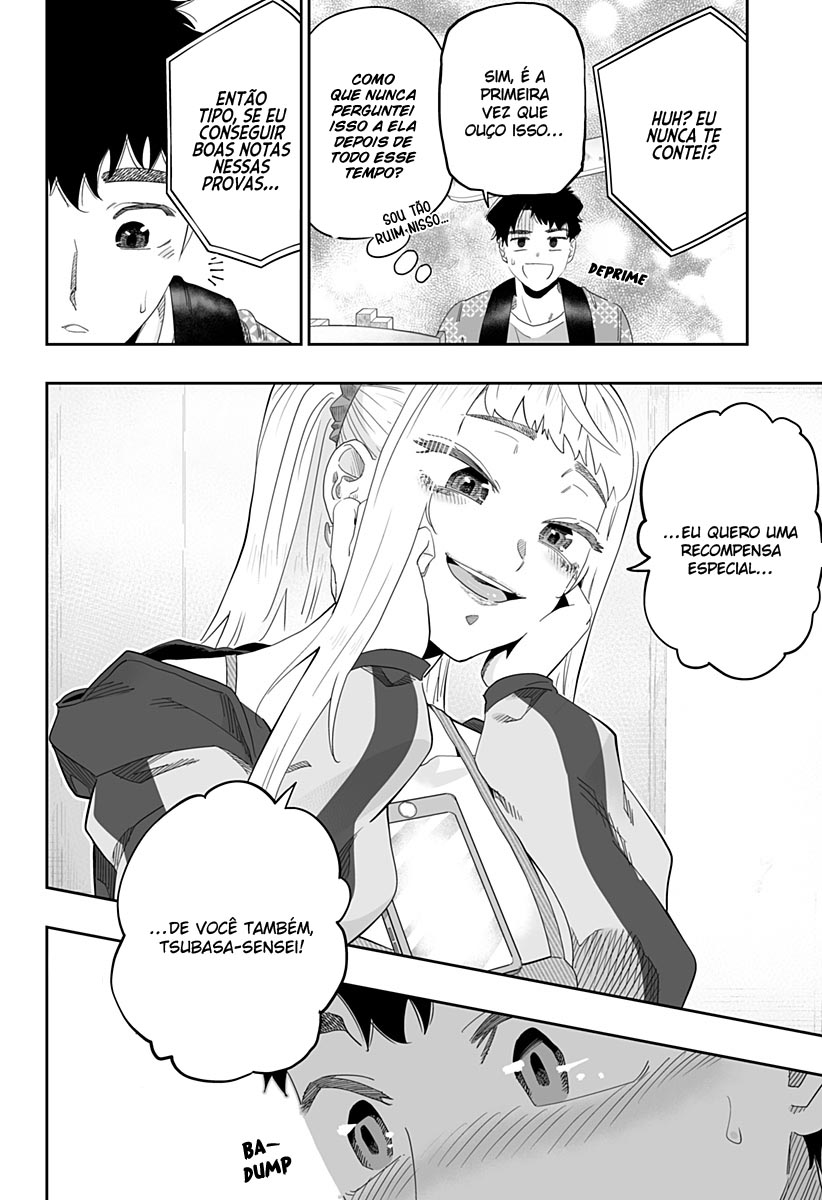 HUH? EU
NUNCA TE
CONTEI?
SIM, É A
PRIMEIRA
VEZ QUE
OUÇO ISSO...
DEPRIME
COMO
QUE NUNCA
PERGUNTEI
ISSO A ELA
DEPOIS DE
TODO ESSE
TEMPO?
SOU TÃO
RUIM NISSO...
ENTÃO
TIPO, SE EU
CONSEGUIR
BOAS NOTAS
NESSAS
PROVAS...
...EU QUERO UMA
RECOMPENSA
ESPECIAL...
...DE VOCÊ TAMBÉM,
TSUBASA-SENSEI!
BA-
DUMP